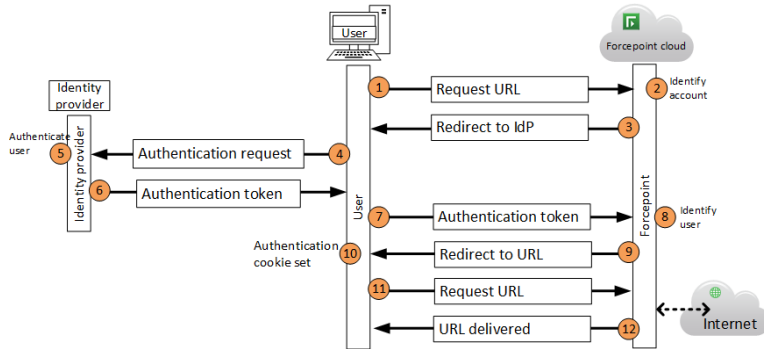 User
Forcepoint cloud
1
Request URL
2
Identify
account
Identity
provider
Redirect to IdP
3
Authenticate
user
5
Authentication request
4
Identity provider
6
Authentication token
User
7
Authentication token
Forcepoint
8
Identify
user
Authentication
cookie set
10
Redirect to URL
9
11
Request URL
Internet
URL delivered
12